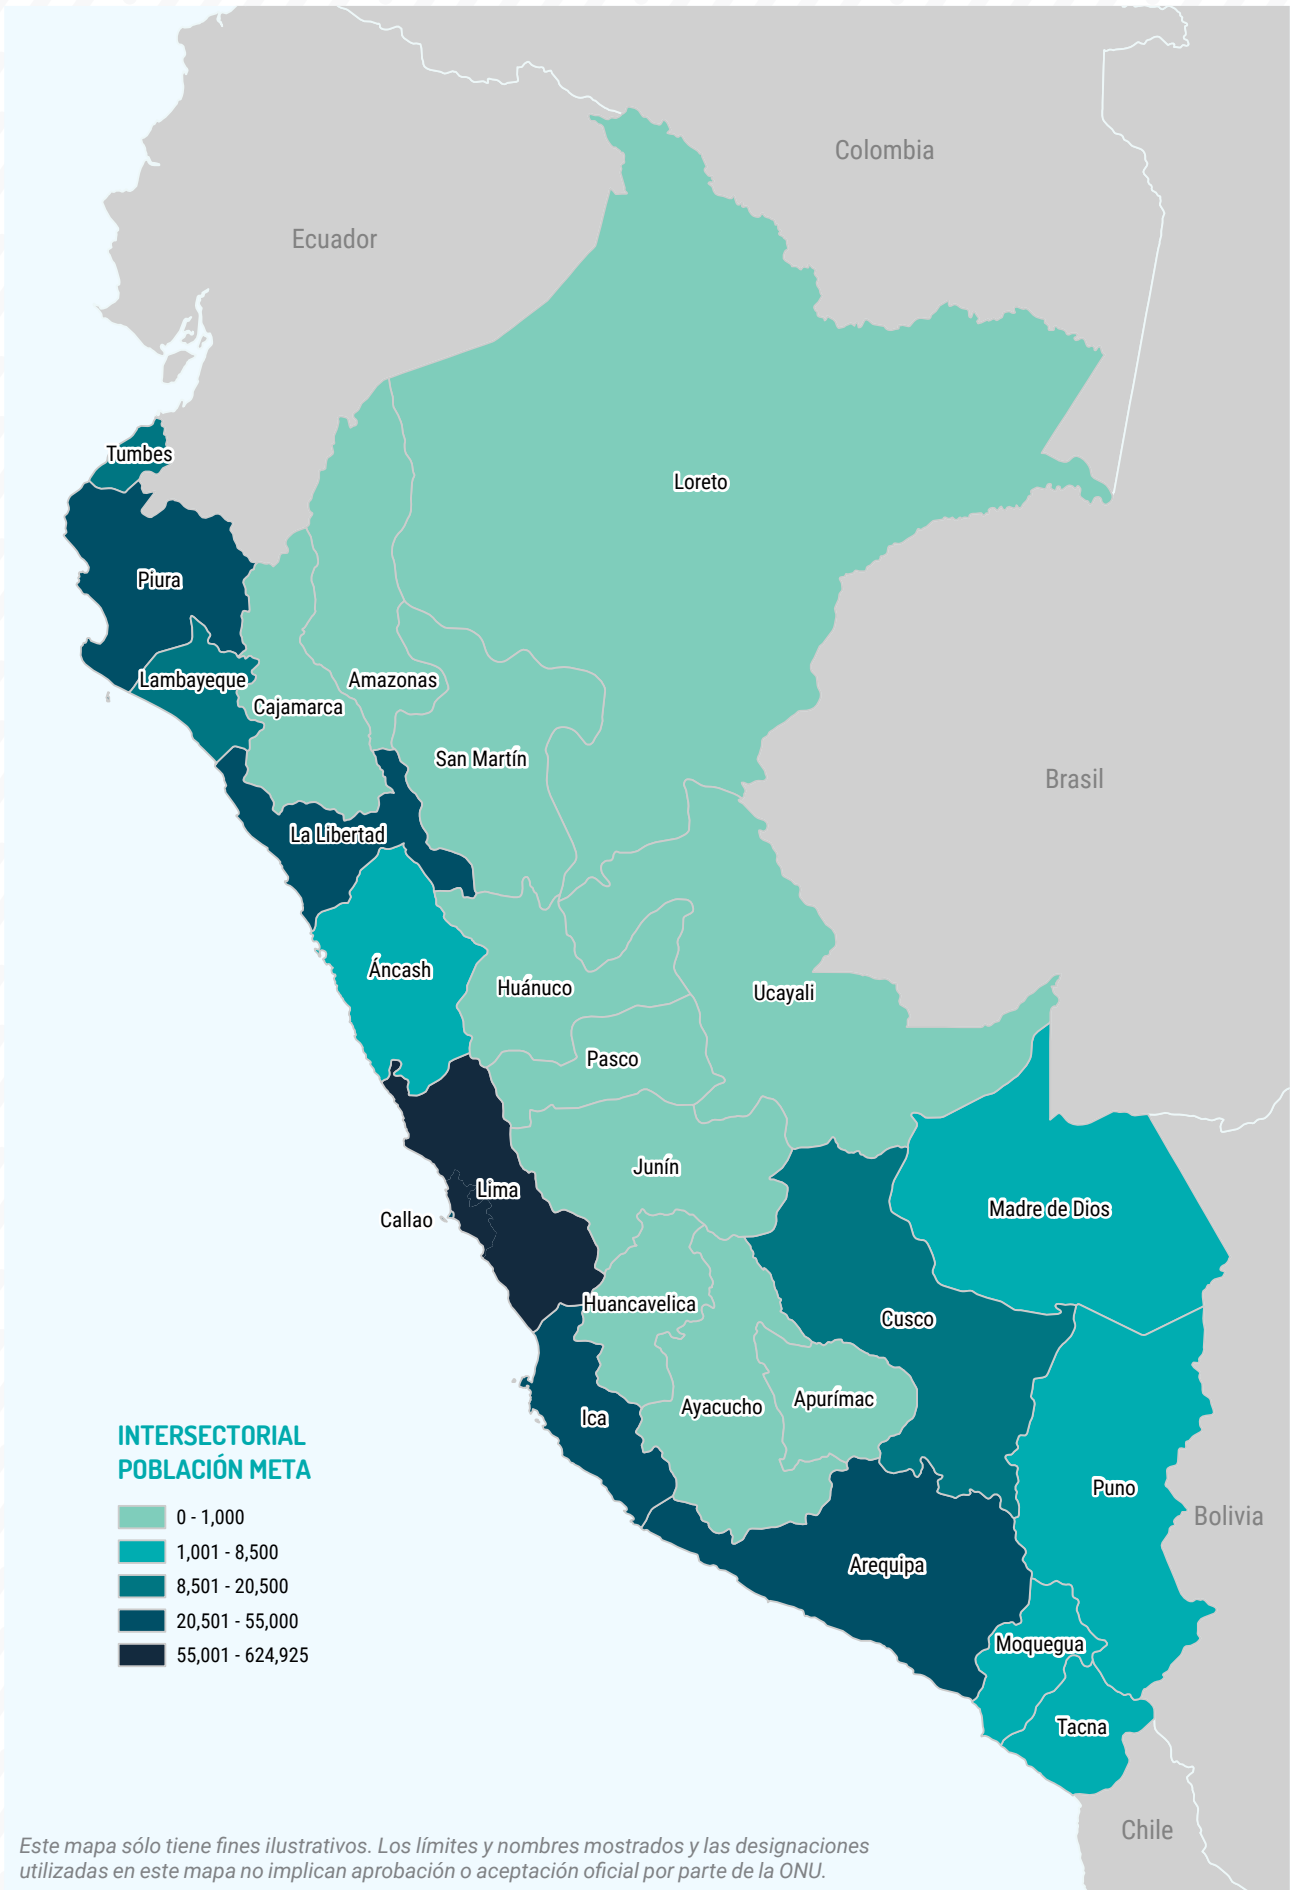 Colombia
Ecuador
Tumbes
Loreto
Piura
Lambayeque
Amazonas
Cajamarca
San Martín
Brasil
La Libertad
Áncash
Huánuco
Ucayali
Pasco
Junín
Lima
Madre de Dios
Callao
Huancavelica
Cusco
Apurímac
Ayacucho
Ica
INTERSECTORIAL
POBLACIÓN META
0 - 1,000
1,001 - 8,500
8,501 - 20,500
20,501 - 55,000
55,001 - 624,925
Puno
Bolivia
Arequipa
Moquegua
Tacna
Chile
Este mapa sólo tiene fines ilustrativos. Los límites y nombres mostrados y las designaciones
utilizadas en este mapa no implican aprobación o aceptación oficial por parte de la ONU.